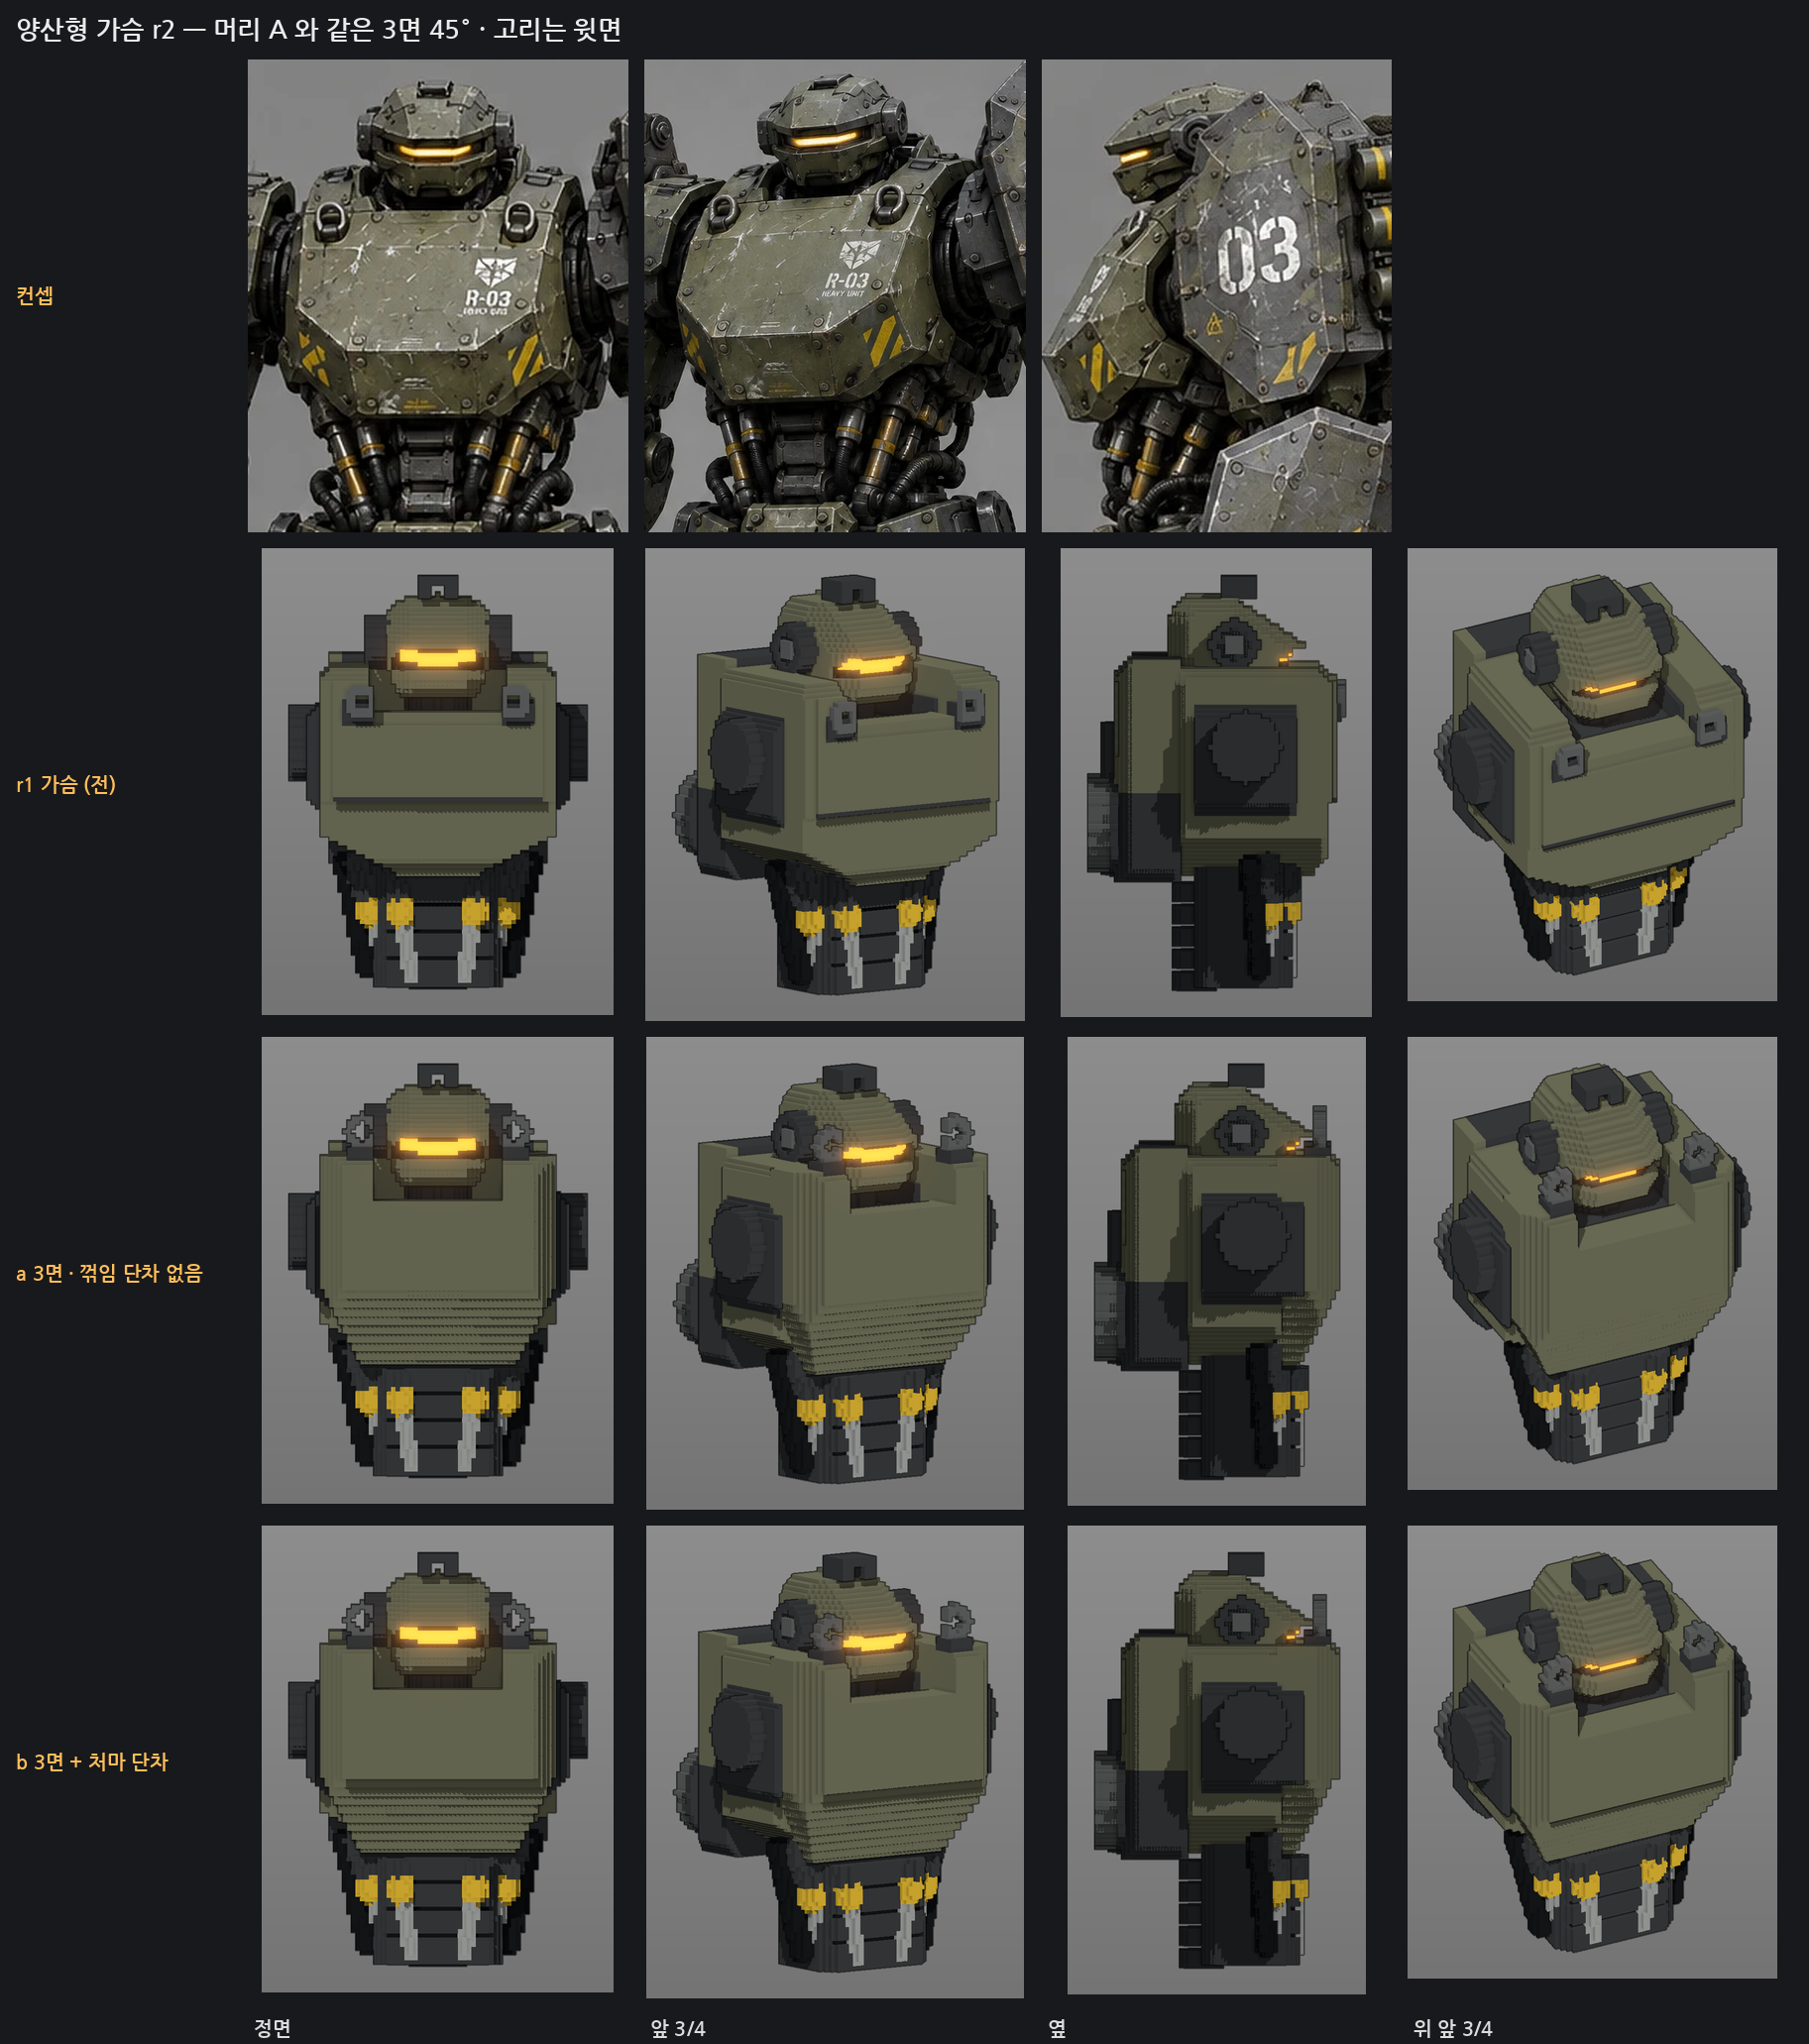 양산형 가슴 r2 — 머리 A 와 같은 3면 45° · 고리는 윗면
컨셉
R-03
R-03
HEAVY UNIT
03
r1 가슴 (전)
a 3면 · 꺾임 단차 없음
b 3면 + 처마 단차
정면
앞 3/4
옆
위 앞 3/4